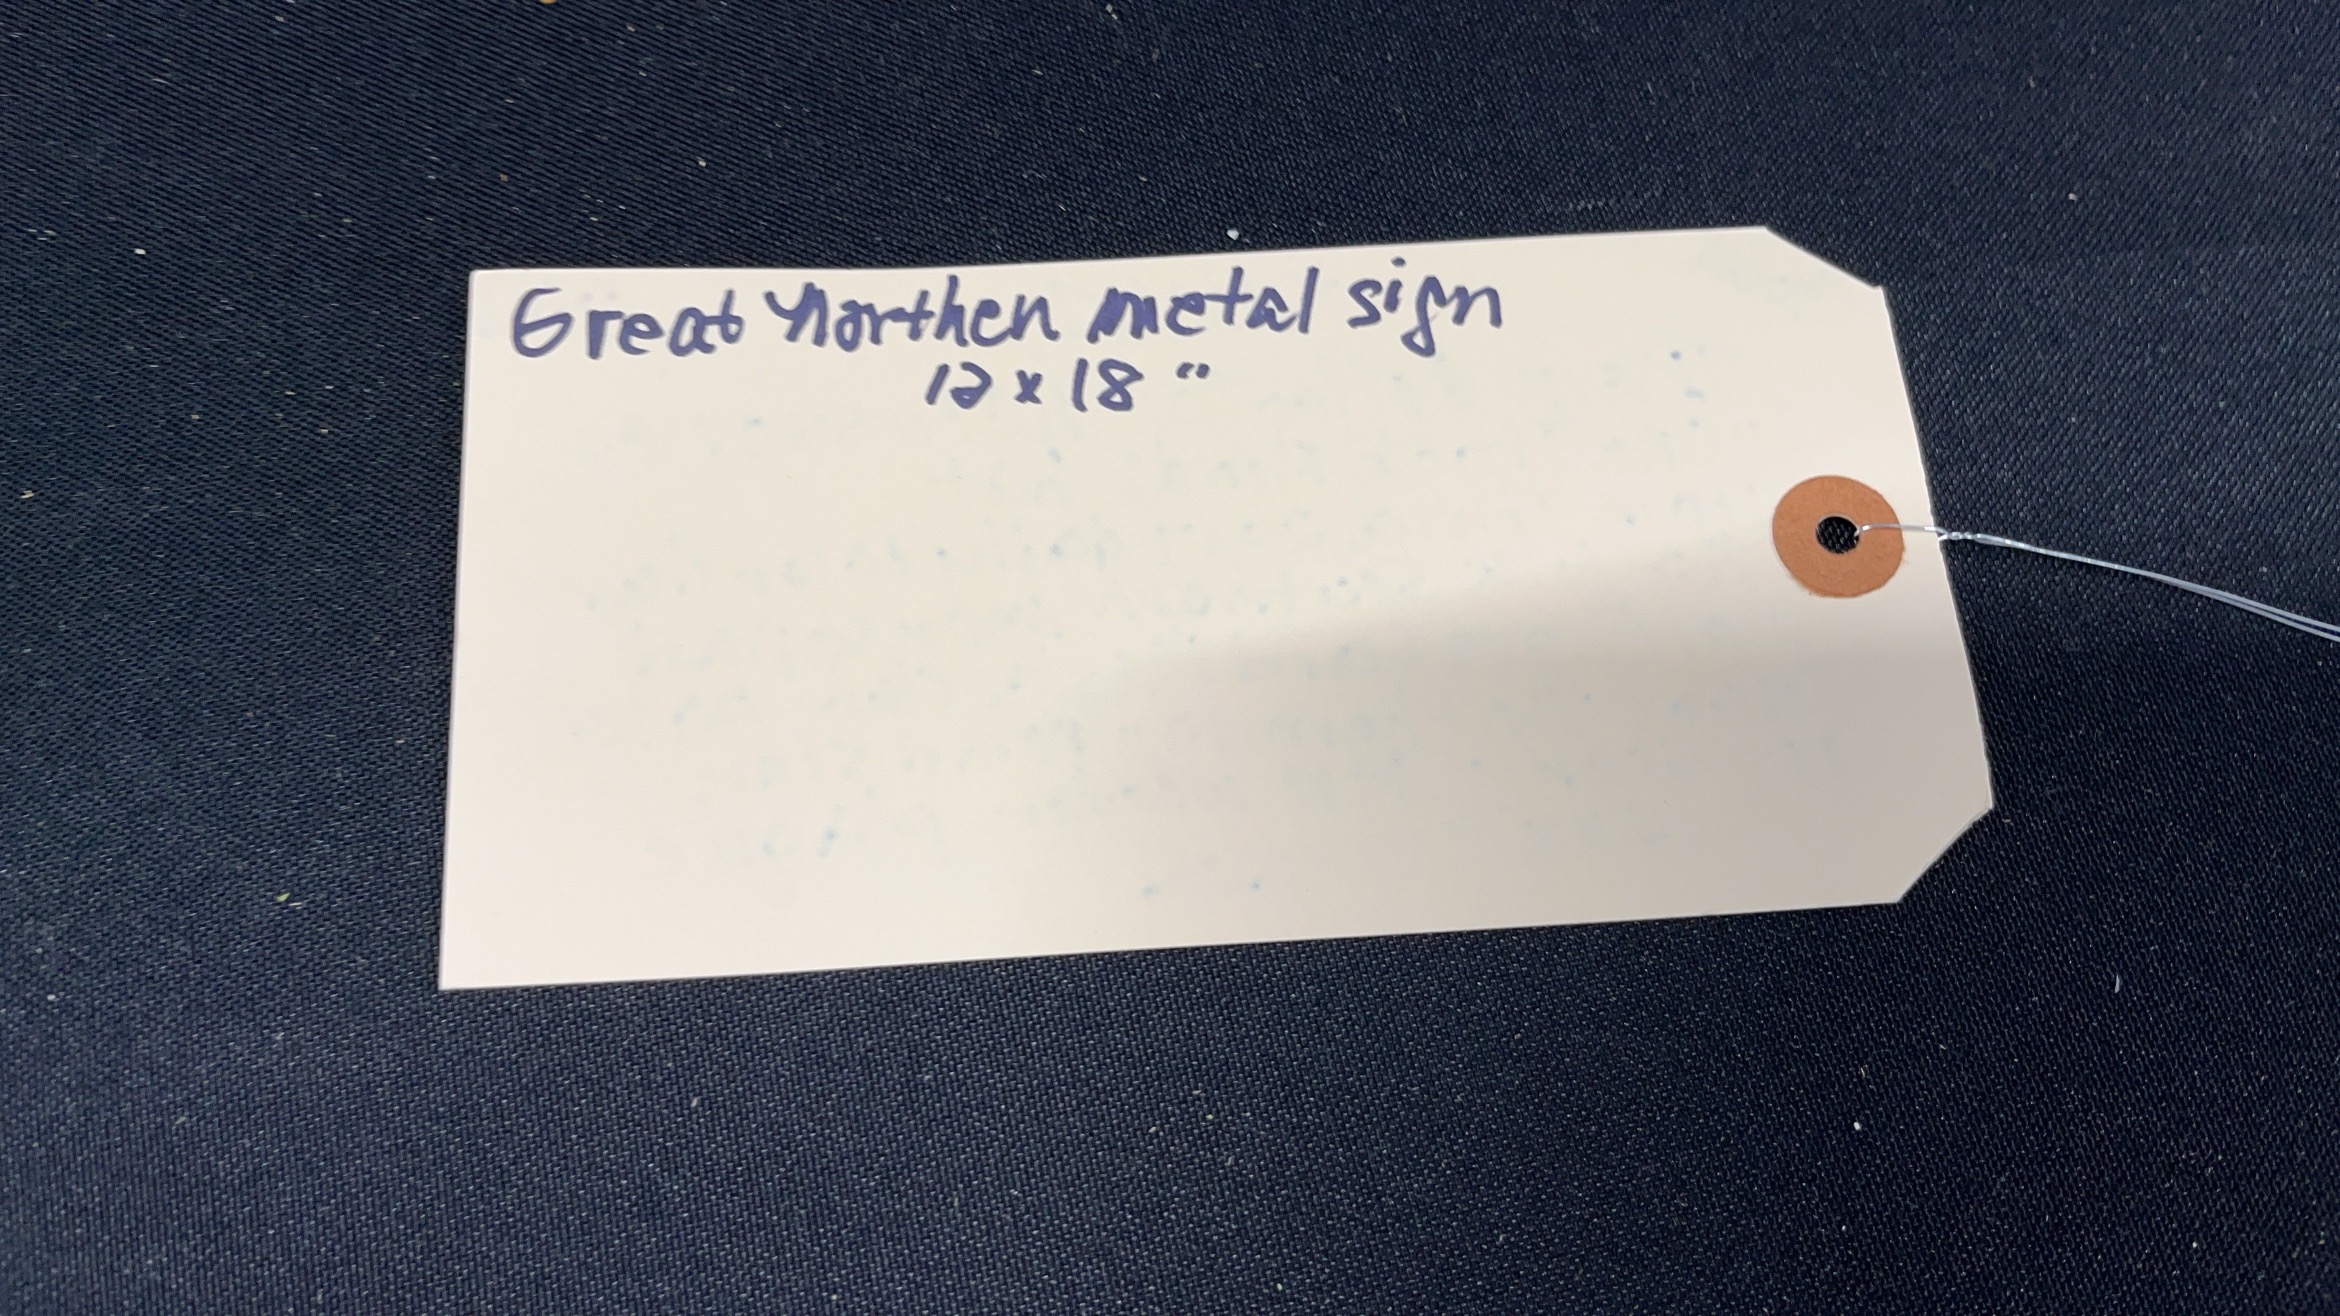 Great Northen metal sign
12 x 18 "